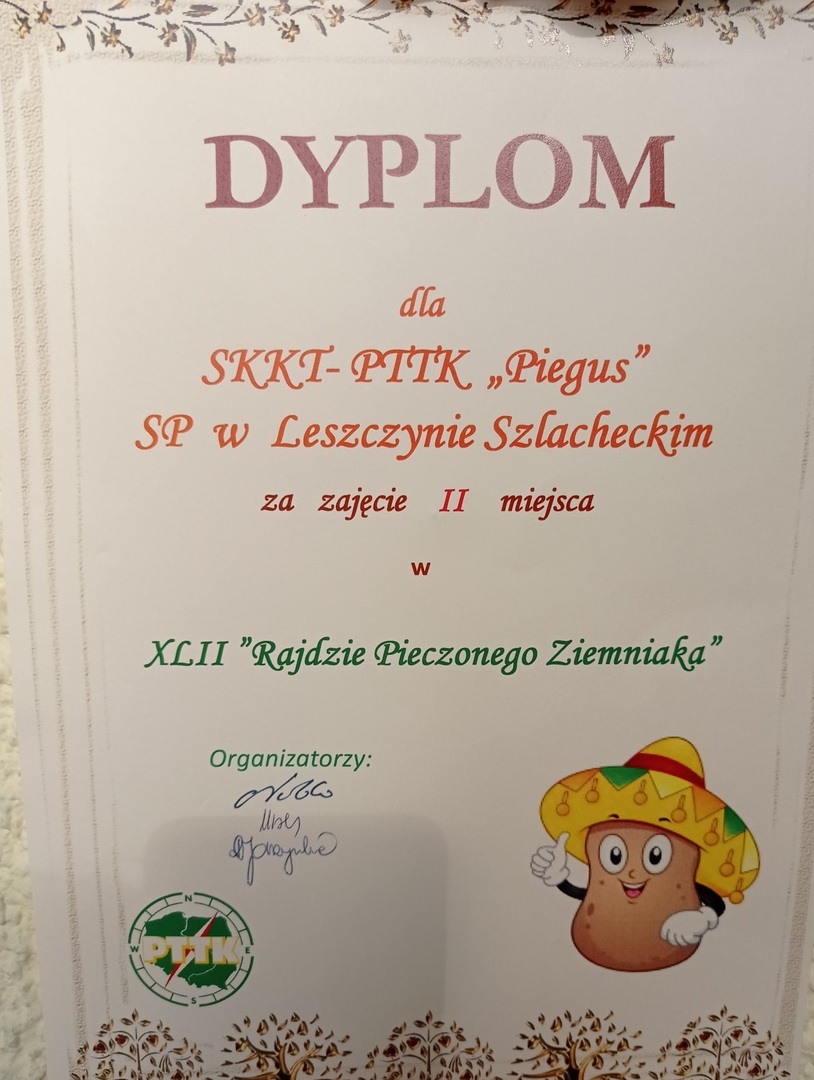 DYPLOM
dla
SKKT- PTTK „Piegus”
SP w Leszczynie Szlacheckim
za zajęcie II miejsca
w
XLII ”Rajdzie Pieczonego Ziemniaka”
Organizatorzy:
N
W PTTK E
S